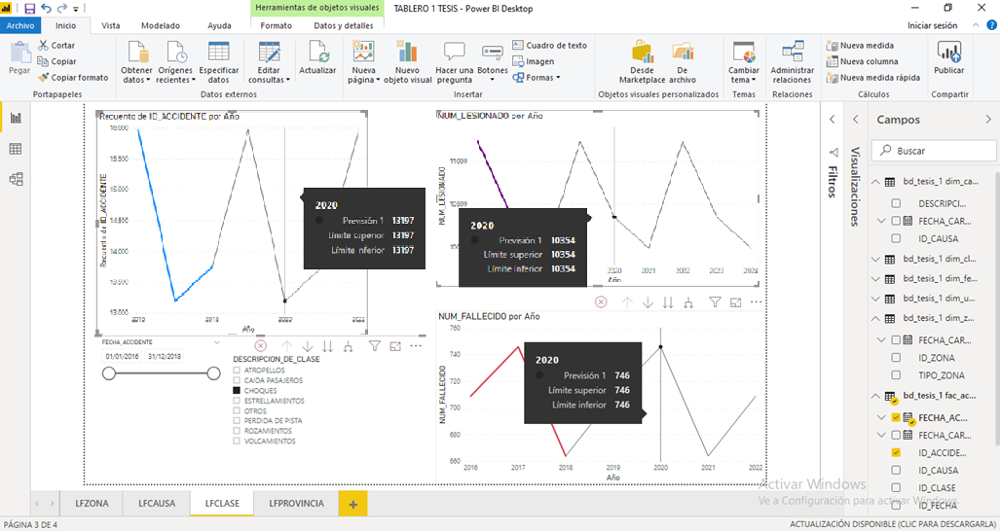 Herramientas de objetos visuales
TABLERO 1 TESIS - Power BI Desktop
Archivo Inicio Vista Modelado Ayuda Formato Datos y detalles Iniciar sesión
Pegar
Cortar
Copiar
Copiar formato
Portapapeles
Obtener datos
Orígenes recientes
Especificar datos
Editar consultas
Actualizar
Datos externos
Nueva página
Nuevo objeto visual
Hacer una pregunta
Botones
Cuadro de texto
Imagen
Formas
Insertar
Desde Marketplace
De archivo
Objetos visuales personalizados
Cambiar tema
Temas
Administrar relaciones
Relaciones
Nueva medida
Nueva columna
Nueva medida rápida
Cálculos
Publicar
Compartir
Recuento de ID_ACCIDENTE por Año
Recuento de ID_ACCIDENTE
16.000
15.500
15.000
14.500
14.000
13.500
13.000
Año
2020
Previsión 1 13197
Límite superior 13197
Límite inferior 13197
NUM_LESIONADO por Año
NUM_LESIONADO
2020 2021 2022 2023 2024
Año
2020
Previsión 1 10354
Límite superior 10354
Límite inferior 10354
FECHA_ACCIDENTE
01/01/2016 31/12/2018
DESCRIPCION_DE_CLASE
ATROPELLOS
CAIDA PASAJEROS
CHOQUES
ESTRELLAMIENTOS
OTROS
PERDIDA DE PISTA
ROZAMIENTOS
VOLCAMIENTOS
NUM_FALLECIDO por Año
NUM_FALLECIDO
760
740
720
700
680
660
2016 2017 2018 2019 2020 2021 2022
Año
2020
Previsión 1 746
Límite superior 746
Límite inferior 746
Filtros
Visualizaciones
Campos
Buscar
bd_tesis_1 dim_ca...
DESCRIPCI...
FECHA_CAR...
ID_CAUSA
bd_tesis_1 dim_cl...
bd_tesis_1 dim_fe...
bd_tesis_1 dim_u...
bd_tesis_1 dim_z...
FECHA_CAR...
ID_ZONA
TIPO_ZONA
bd_tesis_1 fac_ac...
FECHA_AC...
FECHA_CAR...
ID_ACCIDE...
ID_CAUSA
ID_CLASE
ID_FECHA
Activar Windows
Ve a Configuración para activar Windows.
LFZONA LFCAUSA LFCLASE LFPROVINCIA
PÁGINA 3 DE 4
ACTUALIZACIÓN DISPONIBLE (CLIC PARA DESCARGARLA)